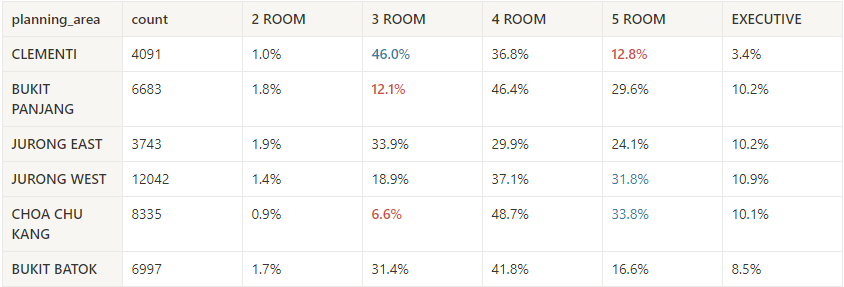 planning_area count 2 ROOM 3 ROOM 4 ROOM 5 ROOM EXECUTIVE
CLEMENTI 4091 1.0% 46.0% 36.8% 12.8% 3.4%
BUKIT PANJANG 6683 1.8% 12.1% 46.4% 29.6% 10.2%
JURONG EAST 3743 1.9% 33.9% 29.9% 24.1% 10.2%
JURONG WEST 12042 1.4% 18.9% 37.1% 31.8% 10.9%
CHOA CHU KANG 8335 0.9% 6.6% 48.7% 33.8% 10.1%
BUKIT BATOK 6997 1.7% 31.4% 41.8% 16.6% 8.5%